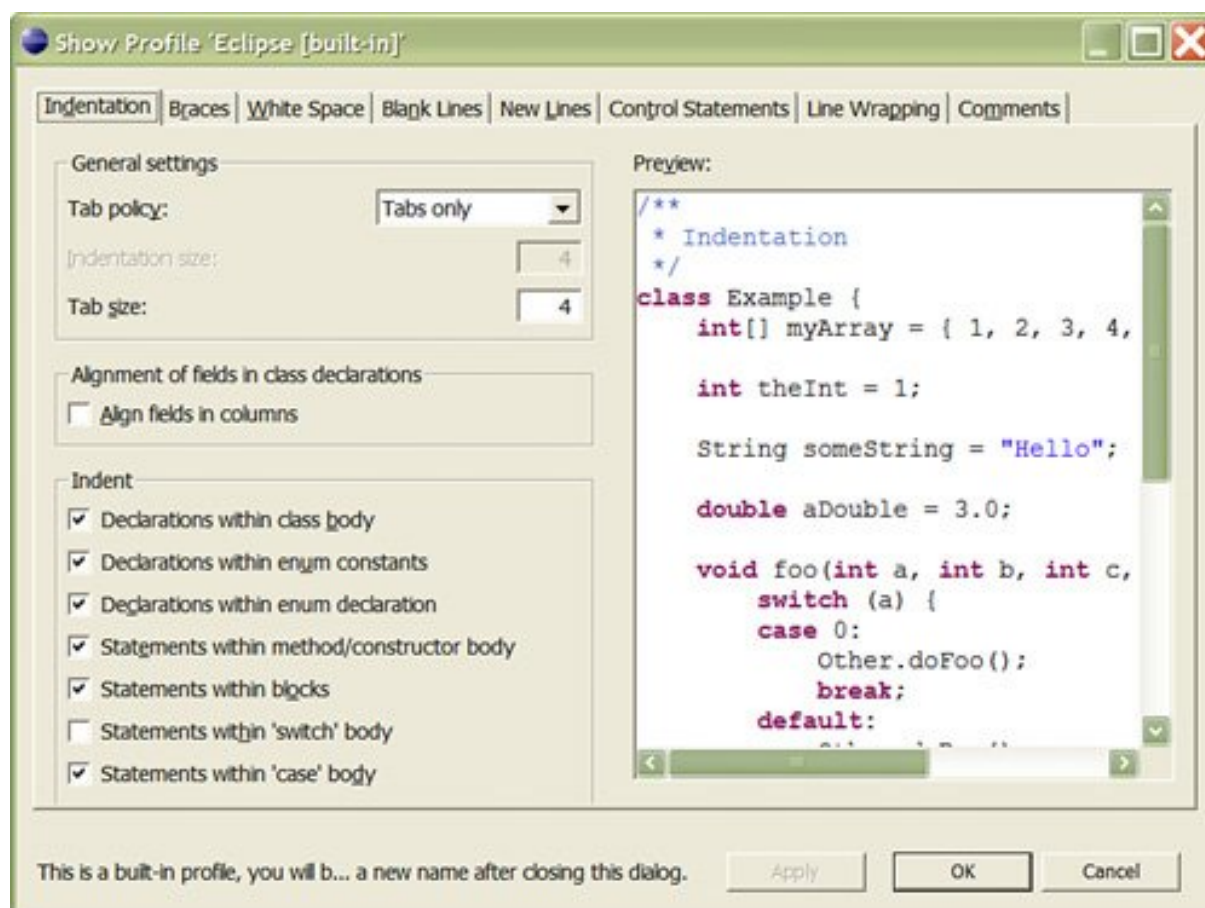 Show Profile 'Eclipse [built-in]'
Indentation Braces White Space Blank Lines New Lines Control Statements Line Wrapping Comments
General settings
Tab policy: Tabs only
Indentation size: 4
Tab size: 4
Alignment of fields in class declarations
Align fields in columns
Indent
Declarations within class body
Declarations within enum constants
Declarations within enum declaration
Statements within method/constructor body
Statements within blocks
Statements within 'switch' body
Statements within 'case' body
Preview:
/**
 * Indentation
 */
class Example {
    int[] myArray = { 1, 2, 3, 4,
    int theInt = 1;
    String someString = "Hello";
    double aDouble = 3.0;
    void foo(int a, int b, int c,
        switch (a) {
        case 0:
            Other.doFoo();
            break;
        default:
This is a built-in profile, you will b... a new name after closing this dialog.
Apply OK Cancel